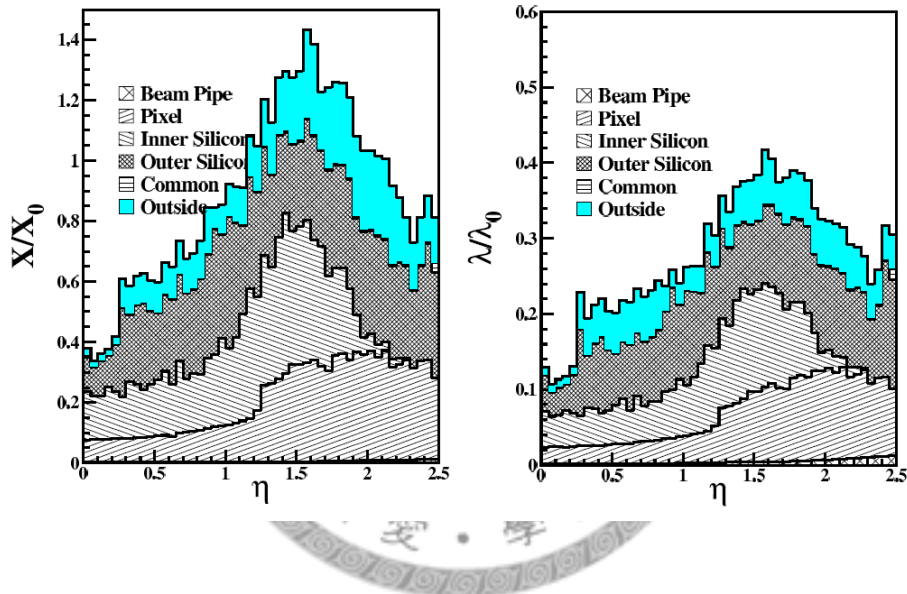 X/X0
1.4
1.2
1
0.8
0.6
0.4
0.2
0
Beam Pipe
Pixel
Inner Silicon
Outer Silicon
Common
Outside
0 0.5 1 1.5 2 2.5
η
λ/λ0
0.6
0.4
0.3
0.2
0.1
0
Beam Pipe
Pixel
Inner Silicon
Outer Silicon
Common
Outside
0 0.5 1 1.5 2 2.5
η
愛 • 學